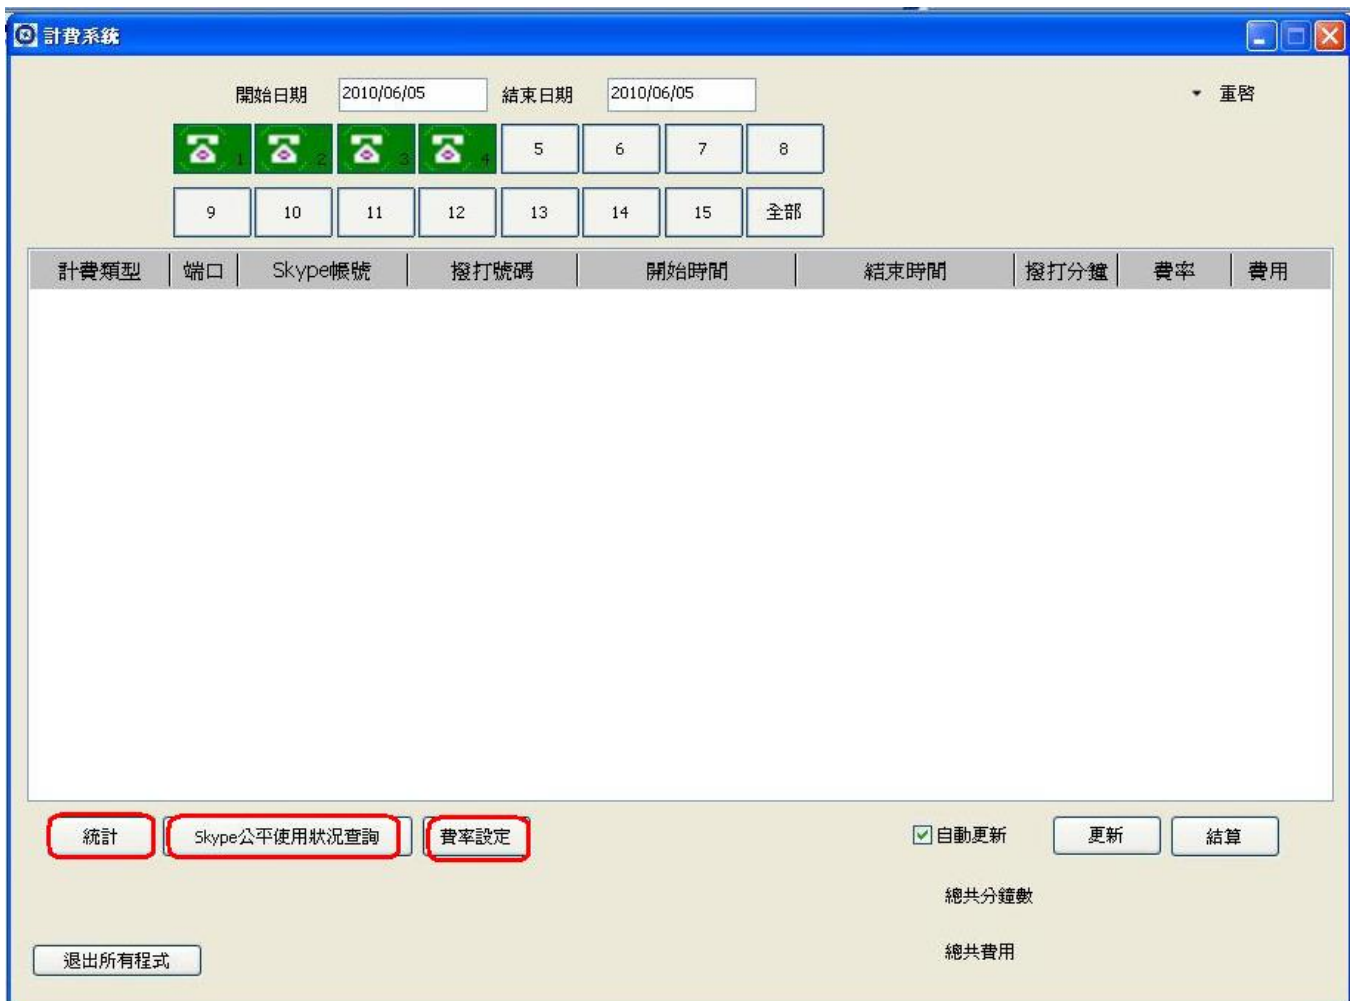 計費系統
開始日期 2010/06/05 結束日期 2010/06/05 重啓
1 2 3 4 5 6 7 8
9 10 11 12 13 14 15 全部
計費類型 端口 Skype帳號 撥打號碼 開始時間 結束時間 撥打分鐘 費率 費用
統計 Skype公平使用狀況查詢 費率設定 自動更新 更新 結算
總共分鐘數
總共費用
退出所有程式